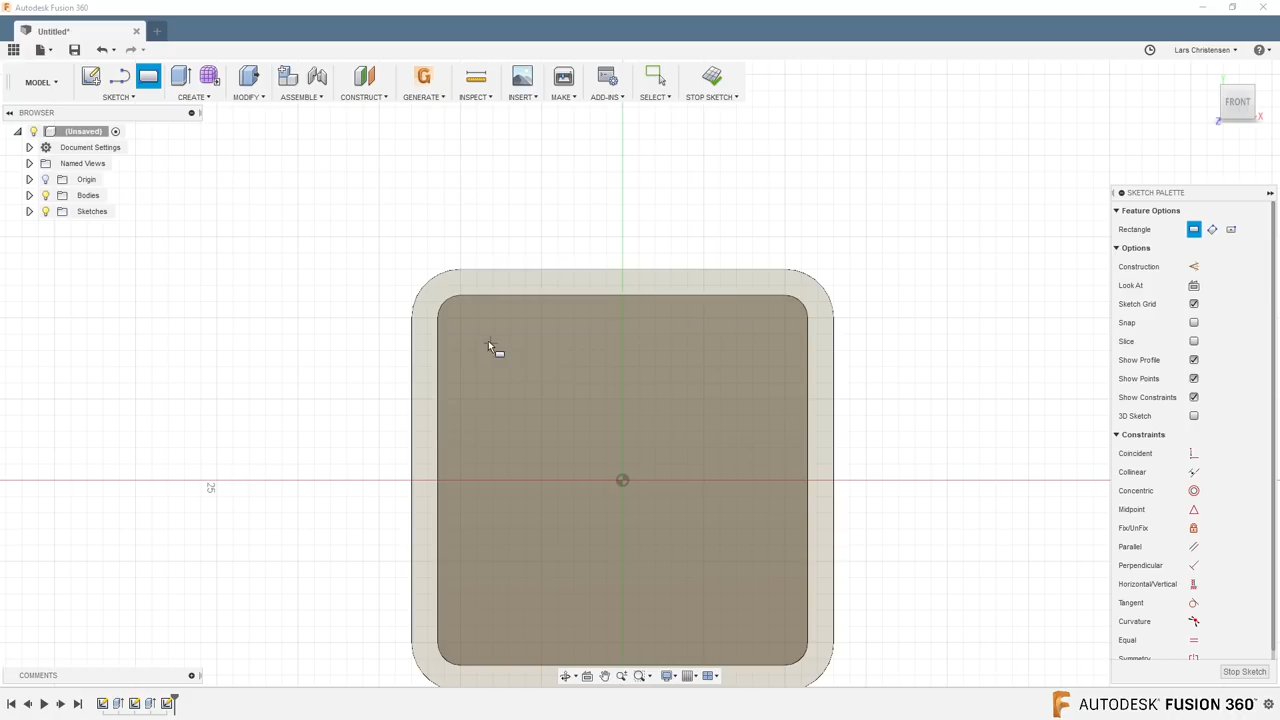 Autodesk Fusion 360
Untitled*
Lars Christensen
MODEL
SKETCH
CREATE
MODIFY
ASSEMBLE
CONSTRUCT
GENERATE
INSPECT
INSERT
MAKE
ADD-INS
SELECT
STOP SKETCH
BROWSER
(Unsaved)
Document Settings
Named Views
Origin
Bodies
Sketches
FRONT
Y
X
Z
25
SKETCH PALETTE
Feature Options
Rectangle
Options
Construction
Look At
Sketch Grid
Snap
Slice
Show Profile
Show Points
Show Constraints
3D Sketch
Constraints
Coincident
Collinear
Concentric
Midpoint
Fix/UnFix
Parallel
Perpendicular
Horizontal/Vertical
Tangent
Curvature
Equal
Symmetry
Stop Sketch
COMMENTS
AUTODESK FUSION 360™